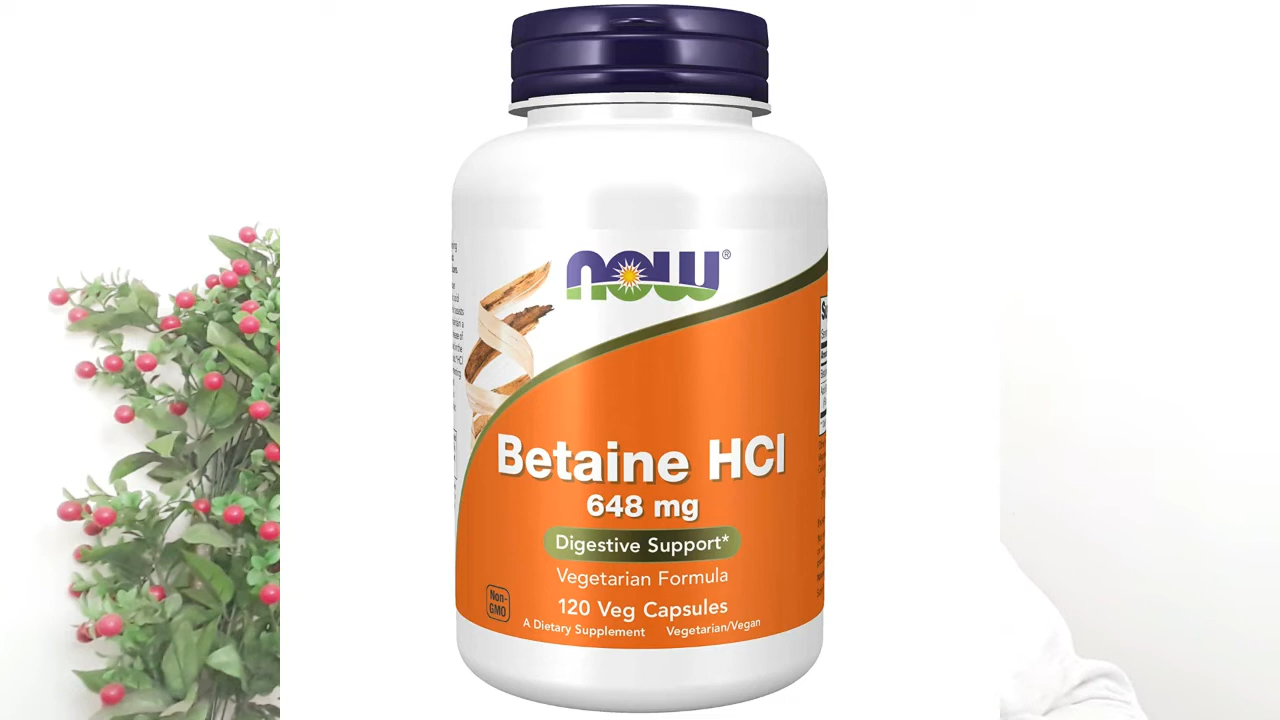 now®
Betaine HCl
648 mg
Digestive Support*
Vegetarian Formula
Non-
GMO
120 Veg Capsules
A Dietary Supplement Vegetarian/Vegan